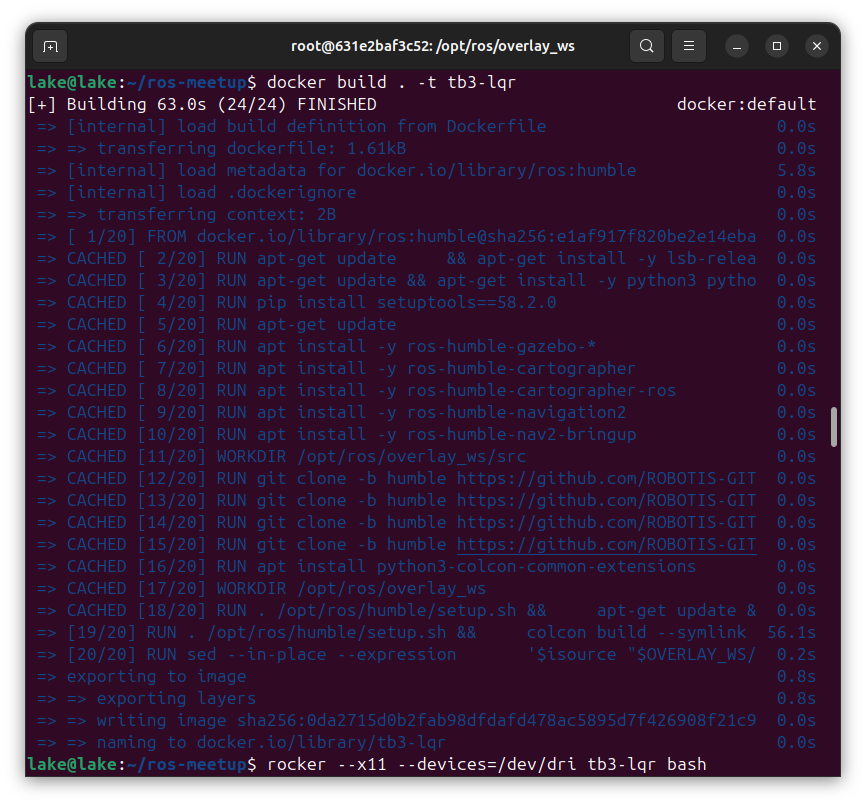 root@631e2baf3c52: /opt/ros/overlay_ws
lake@lake:~/ros-meetup$ docker build . -t tb3-lqr
[+] Building 63.0s (24/24) FINISHED docker:default
=> [internal] load build definition from Dockerfile 0.0s
=> => transferring dockerfile: 1.61kB 0.0s
=> [internal] load metadata for docker.io/library/ros:humble 5.8s
=> [internal] load .dockerignore 0.0s
=> => transferring context: 2B 0.0s
=> [ 1/20] FROM docker.io/library/ros:humble@sha256:e1af917f820be2e14eba 0.0s
=> CACHED [ 2/20] RUN apt-get update     && apt-get install -y lsb-relea 0.0s
=> CACHED [ 3/20] RUN apt-get update && apt-get install -y python3 pytho 0.0s
=> CACHED [ 4/20] RUN pip install setuptools==58.2.0 0.0s
=> CACHED [ 5/20] RUN apt-get update 0.0s
=> CACHED [ 6/20] RUN apt install -y ros-humble-gazebo-* 0.0s
=> CACHED [ 7/20] RUN apt install -y ros-humble-cartographer 0.0s
=> CACHED [ 8/20] RUN apt install -y ros-humble-cartographer-ros 0.0s
=> CACHED [ 9/20] RUN apt install -y ros-humble-navigation2 0.0s
=> CACHED [10/20] RUN apt install -y ros-humble-nav2-bringup 0.0s
=> CACHED [11/20] WORKDIR /opt/ros/overlay_ws/src 0.0s
=> CACHED [12/20] RUN git clone -b humble https://github.com/ROBOTIS-GIT 0.0s
=> CACHED [13/20] RUN git clone -b humble https://github.com/ROBOTIS-GIT 0.0s
=> CACHED [14/20] RUN git clone -b humble https://github.com/ROBOTIS-GIT 0.0s
=> CACHED [15/20] RUN git clone -b humble https://github.com/ROBOTIS-GIT 0.0s
=> CACHED [16/20] RUN apt install python3-colcon-common-extensions 0.0s
=> CACHED [17/20] WORKDIR /opt/ros/overlay_ws 0.0s
=> CACHED [18/20] RUN . /opt/ros/humble/setup.sh &&     apt-get update & 0.0s
=> [19/20] RUN . /opt/ros/humble/setup.sh &&     colcon build --symlink 56.1s
=> [20/20] RUN sed --in-place --expression       '$isource "$OVERLAY_WS/ 0.2s
=> exporting to image 0.8s
=> => exporting layers 0.8s
=> => writing image sha256:0da2715d0b2fab98dfdafd478ac5895d7f426908f21c9 0.0s
=> => naming to docker.io/library/tb3-lqr 0.0s
lake@lake:~/ros-meetup$ rocker --x11 --devices=/dev/dri tb3-lqr bash